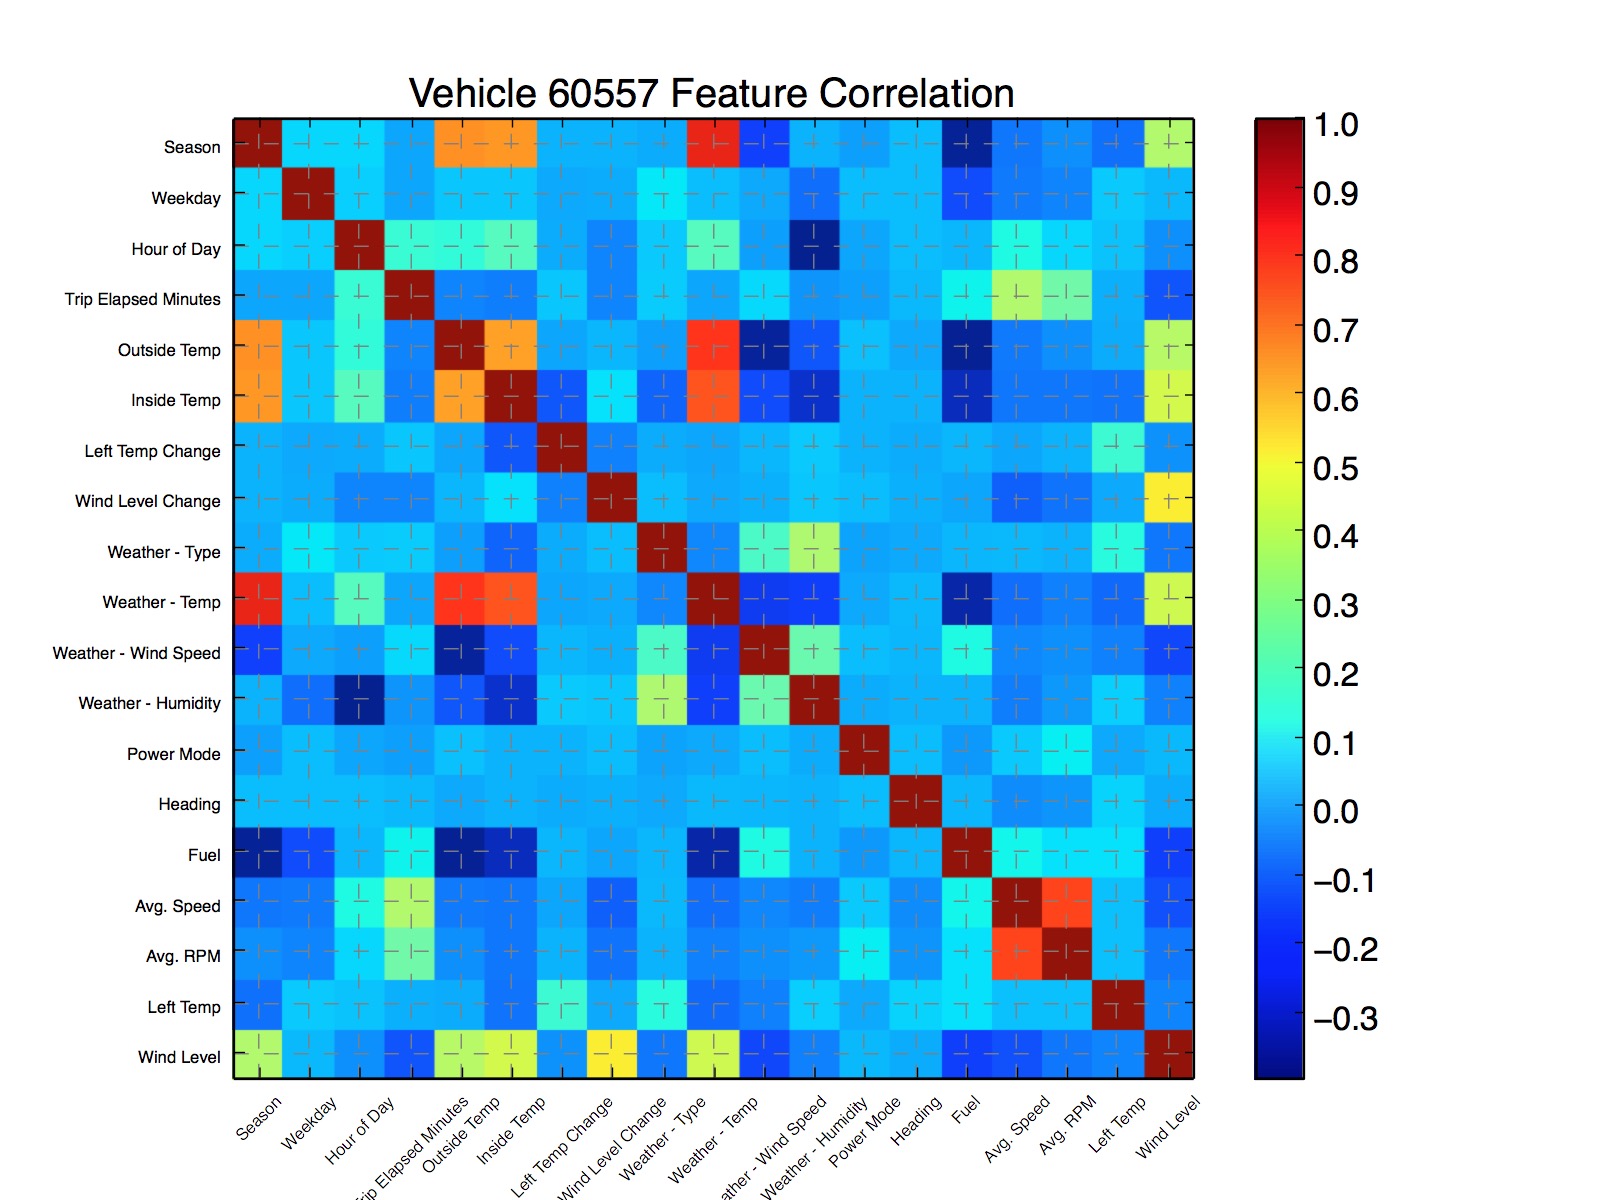 Vehicle 60557 Feature Correlation
Season
Weekday
Hour of Day
Trip Elapsed Minutes
Outside Temp
Inside Temp
Left Temp Change
Wind Level Change
Weather - Type
Weather - Temp
Weather - Wind Speed
Weather - Humidity
Power Mode
Heading
Fuel
Avg. Speed
Avg. RPM
Left Temp
Wind Level
1.0
0.9
0.8
0.7
0.6
0.5
0.4
0.3
0.2
0.1
0.0
−0.1
−0.2
−0.3
Season
Weekday
Hour of Day
Elapsed Minutes
Outside Temp
Inside Temp
Left Temp Change
Wind Level Change
Weather - Type
Weather - Temp
- Wind Speed
Weather - Humidity
Power Mode
Heading
Fuel
Avg. Speed
Avg. RPM
Left Temp
Wind Level